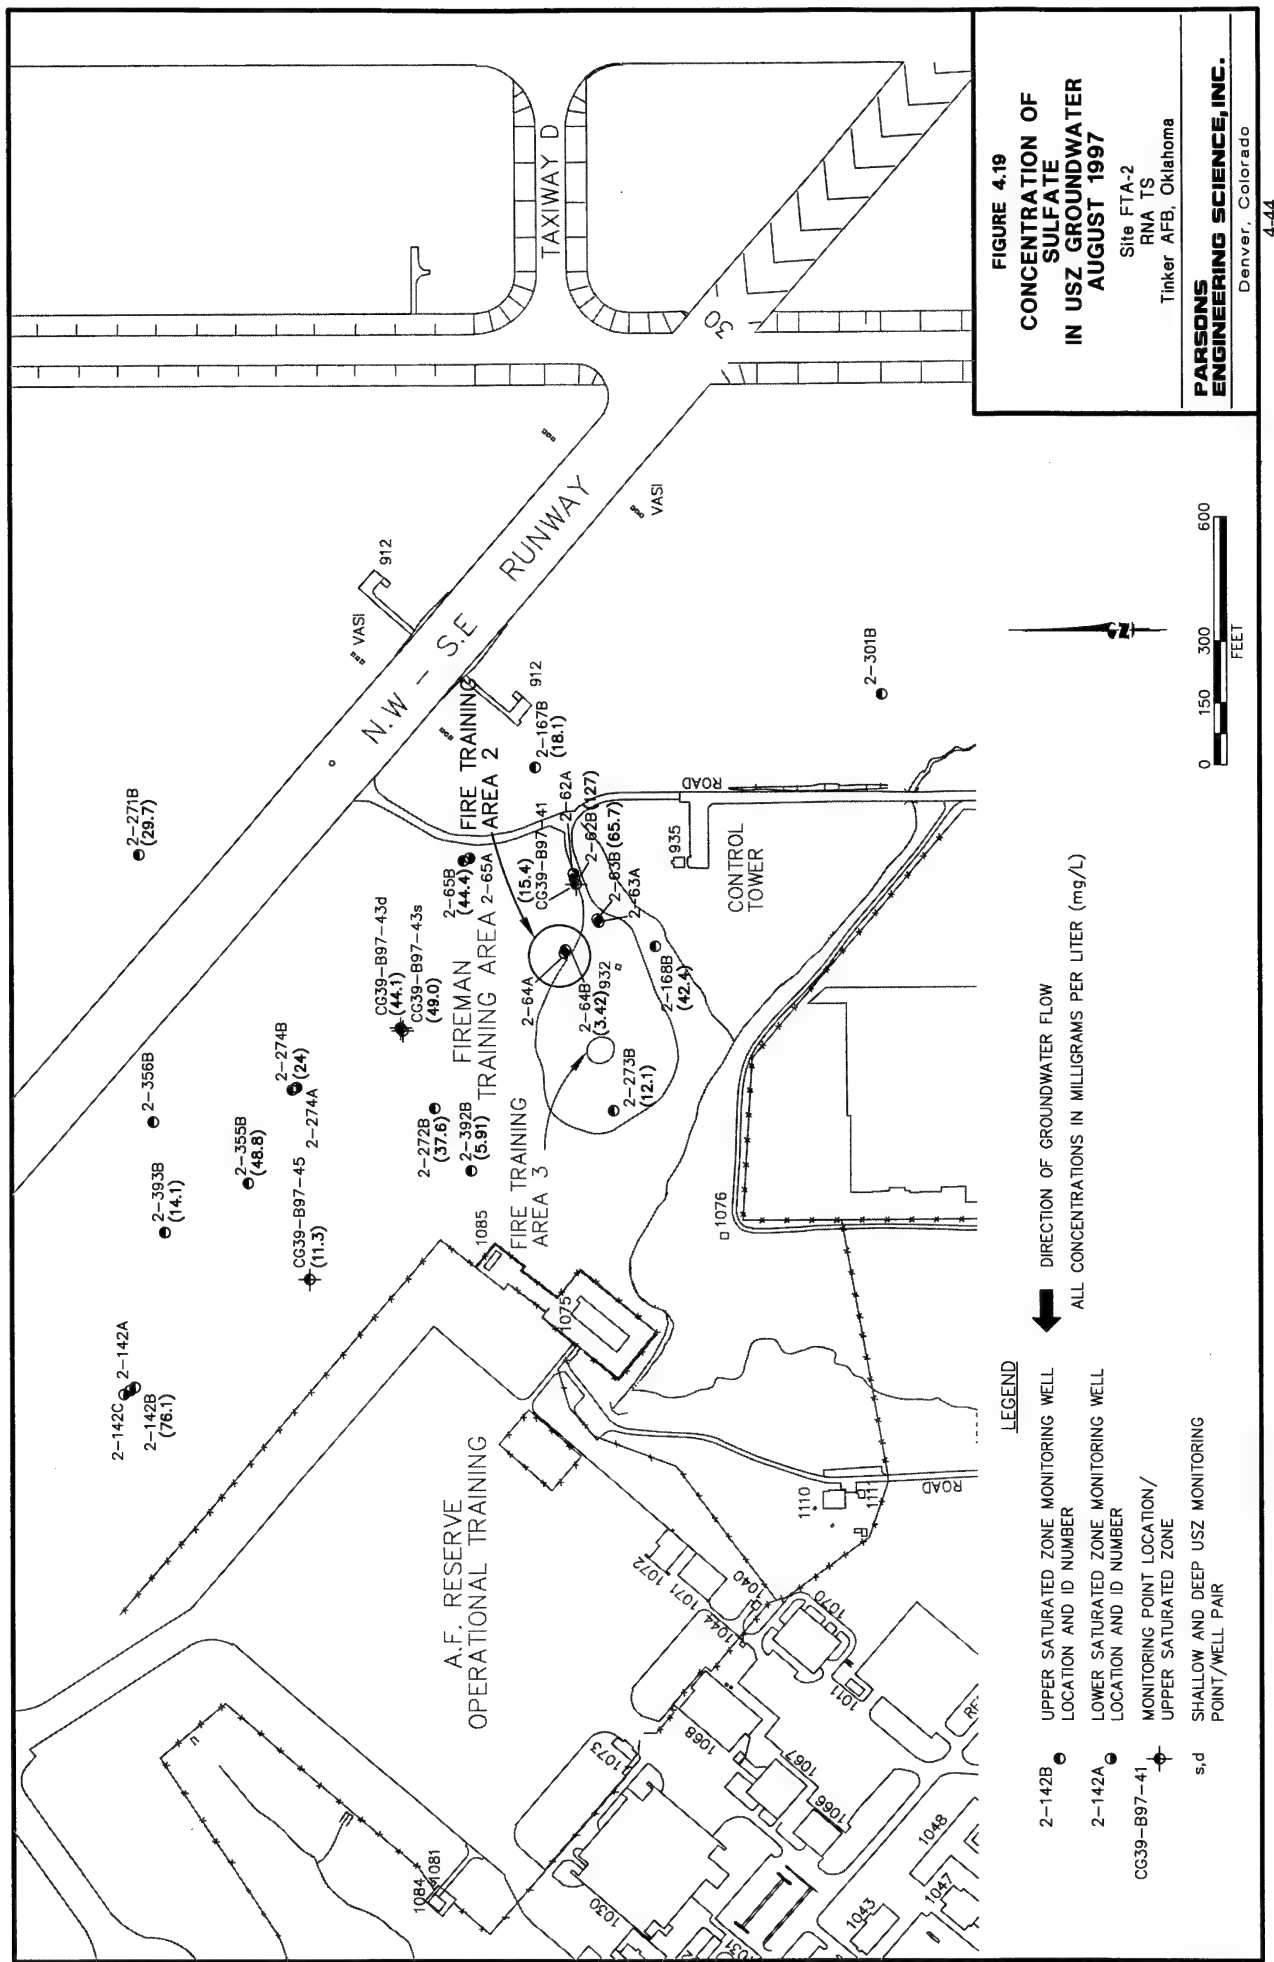 TAXIWAY D
30
N.W - S.E RUNWAY
VASI
VASI
912
912
2-271B
(29.7)
2-356B
2-393B
(14.1)
2-355B
(48.8)
2-274B
(24)
2-274A
CG39-B97-45
(11.3)
2-142C
2-142A
2-142B
(76.1)
CG39-B97-43d
(44.1)
CG39-B97-43s
(49.0)
2-272B
(37.6)
2-392B
(5.91)
2-65B
(44.4)
2-65A
FIREMAN
TRAINING AREA
FIRE TRAINING
AREA 2
2-167B
(18.1)
2-62A
2-62B (127)
(15.4)
CG39-B97-41
2-63B (65.7)
2-63A
2-64A
2-64B
(3.42)
932
2-168B
(42.4)
2-273B
(12.1)
FIRE TRAINING
AREA 3
2-301B
ROAD
935
CONTROL
TOWER
1085
1075
1076
A.F. RESERVE
OPERATIONAL TRAINING
1110
1111
ROAD
1072
1071
1040
1044
1070
1011
1073
1068
1067
1066
1084
1081
1030
1031
1043
1047
1048
LEGEND
2-142B UPPER SATURATED ZONE MONITORING WELL
LOCATION AND ID NUMBER
2-142A LOWER SATURATED ZONE MONITORING WELL
LOCATION AND ID NUMBER
CG39-B97-41 MONITORING POINT LOCATION/
UPPER SATURATED ZONE
s,d SHALLOW AND DEEP USZ MONITORING
POINT/WELL PAIR
DIRECTION OF GROUNDWATER FLOW
ALL CONCENTRATIONS IN MILLIGRAMS PER LITER (mg/L)
N
0 150 300 600
FEET
FIGURE 4.19
CONCENTRATION OF
SULFATE
IN USZ GROUNDWATER
AUGUST 1997
Site FTA-2
RNA TS
Tinker AFB, Oklahoma
PARSONS
ENGINEERING SCIENCE, INC.
Denver, Colorado
4-44